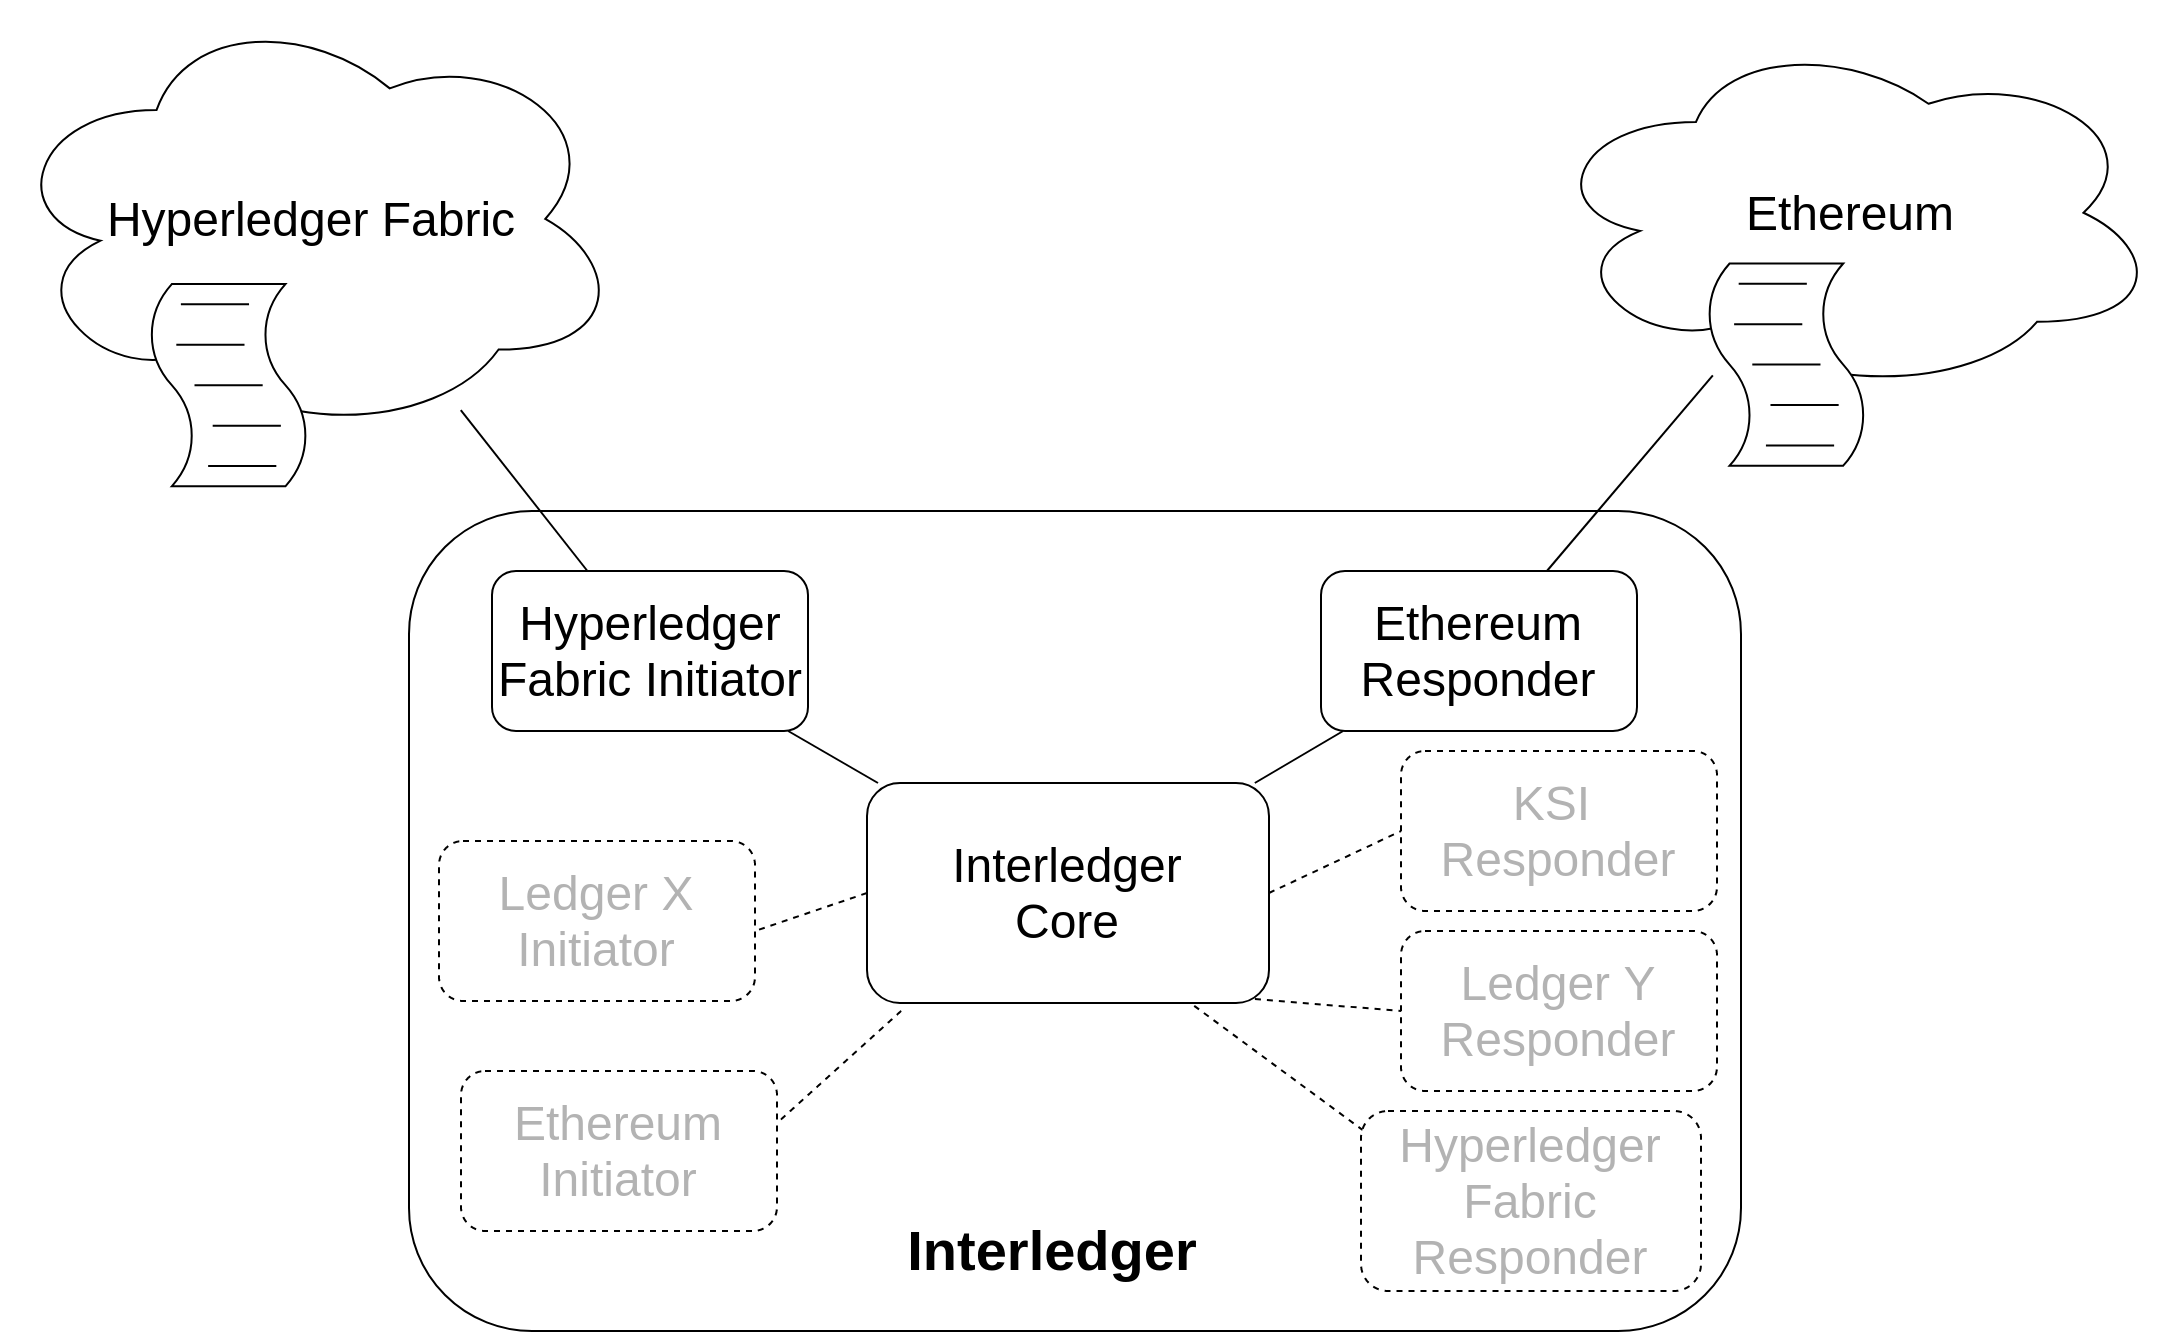 Hyperledger Fabric
Ethereum
Hyperledger
Fabric Initiator
Ethereum
Responder
KSI
Responder
Interledger
Core
Ledger X
Initiator
Ledger Y
Responder
Ethereum
Initiator
Hyperledger
Fabric
Responder
Interledger